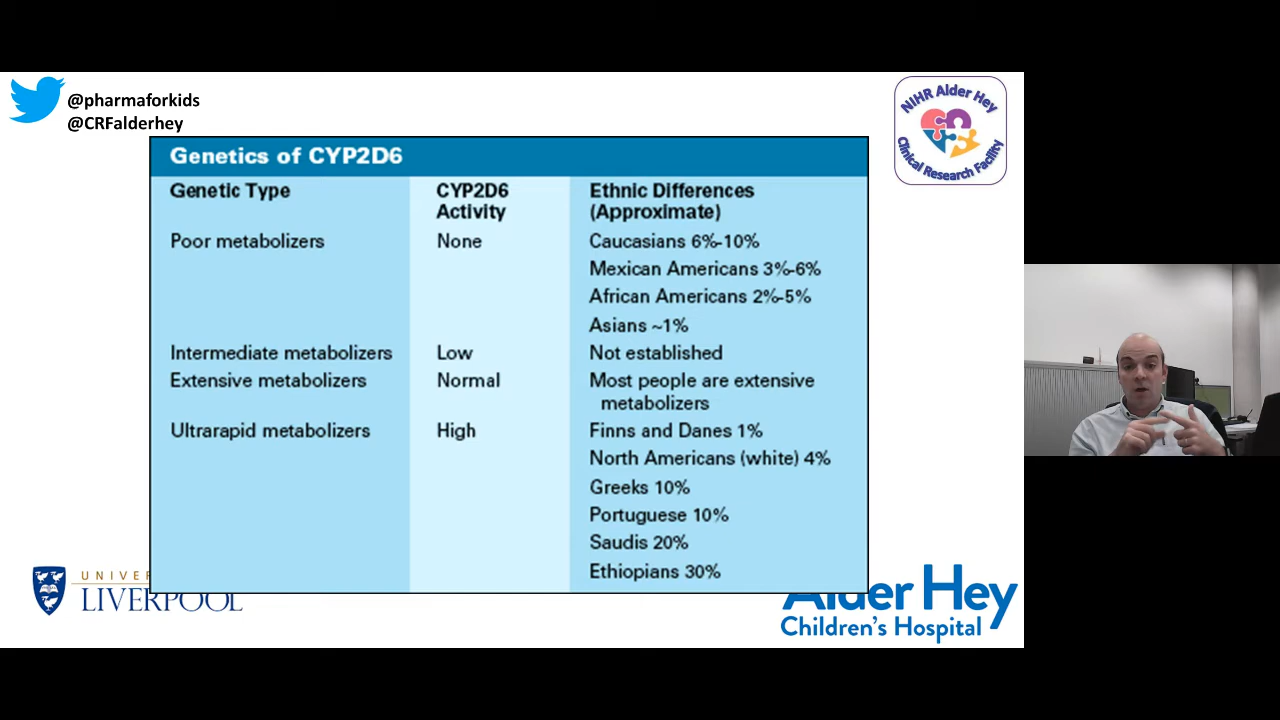 @pharmaforkids
@CRFalderhey
NIHR Alder Hey
Clinical Research Facility
Genetics of CYP2D6
Genetic Type
CYP2D6 Activity
Ethnic Differences
(Approximate)
Poor metabolizers
None
Caucasians 6%-10%
Mexican Americans 3%-6%
African Americans 2%-5%
Asians ~1%
Intermediate metabolizers
Low
Not established
Extensive metabolizers
Normal
Most people are extensive
metabolizers
Ultrarapid metabolizers
High
Finns and Danes 1%
North Americans (white) 4%
Greeks 10%
Portuguese 10%
Saudis 20%
Ethiopians 30%
UNIVER
LIVERPOOL
Alder Hey
Children's Hospital